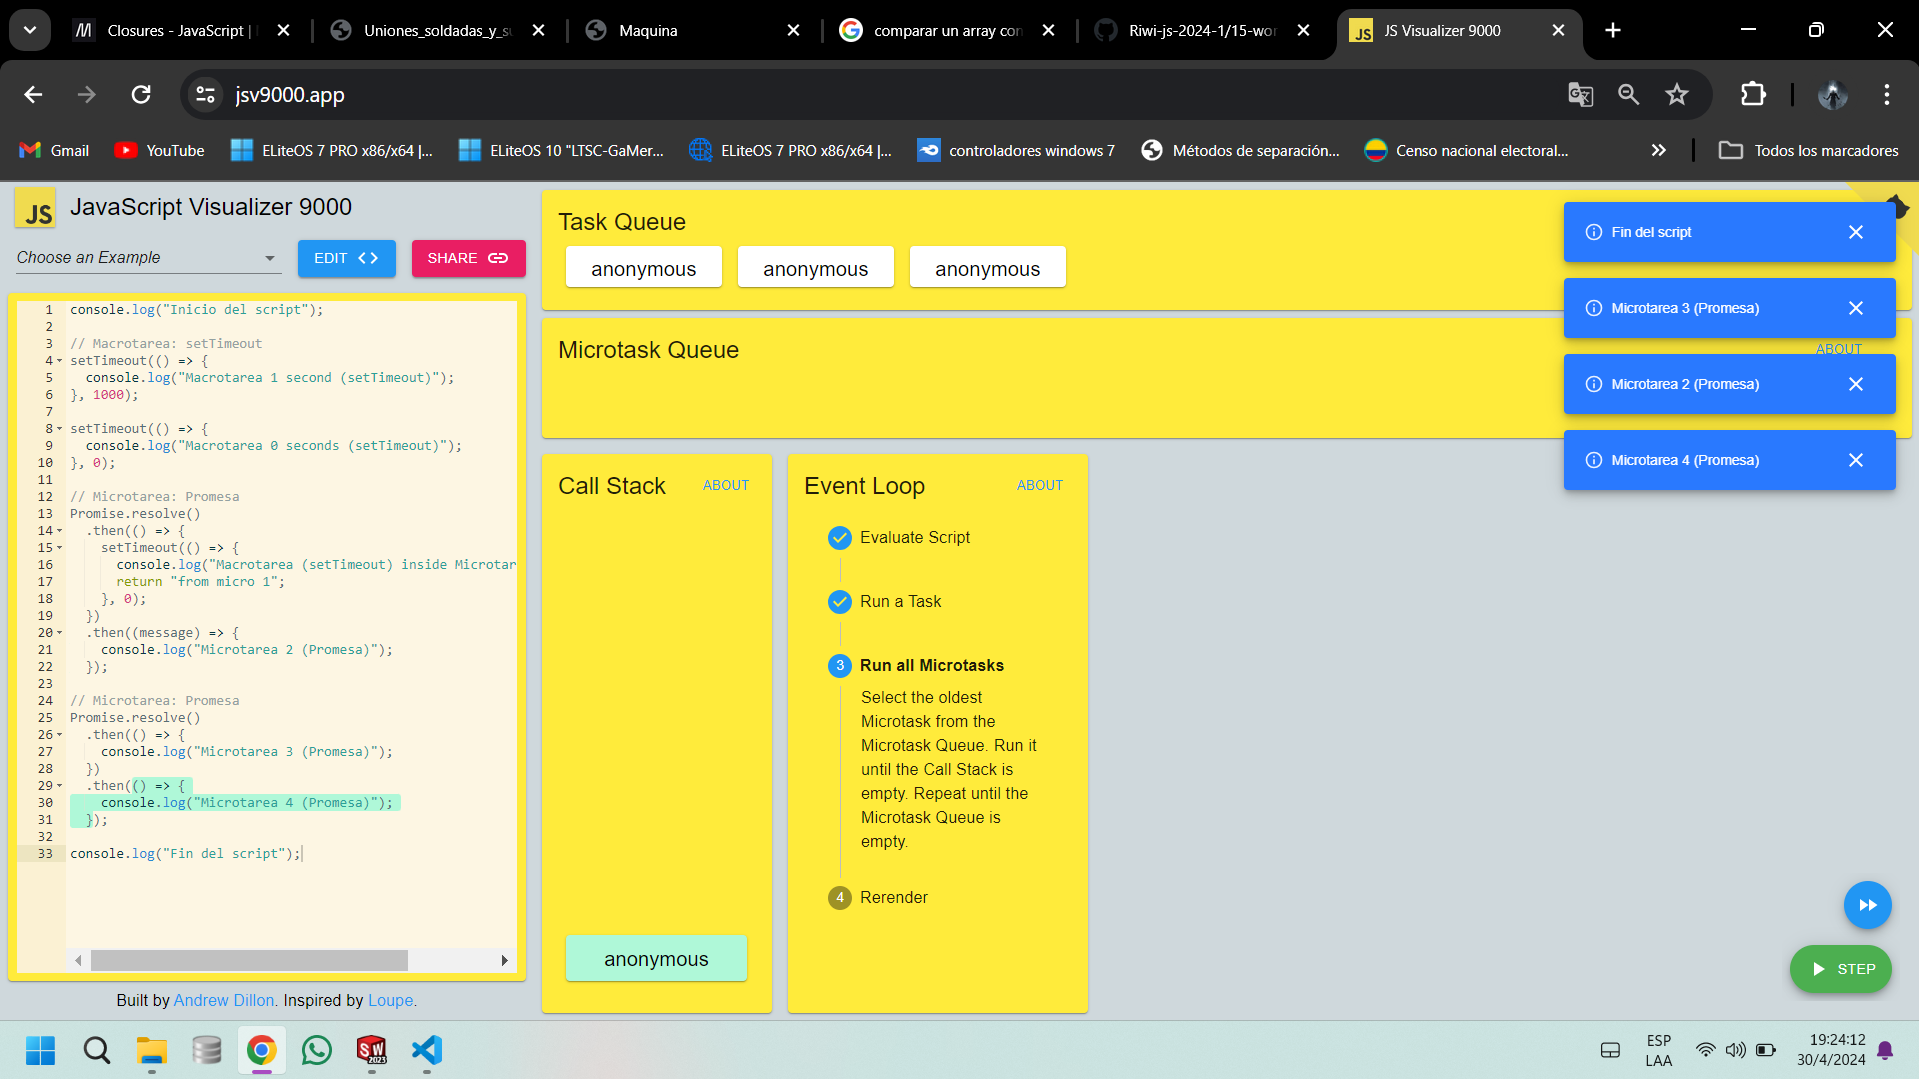 Closures - JavaScript |
Uniones_soldadas_y_su
Maquina
comparar un array con
Riwi-js-2024-1/15-wor
JS
JS Visualizer 9000
jsv9000.app
Gmail
YouTube
ELiteOS 7 PRO x86/x64 |...
ELiteOS 10 "LTSC-GaMer...
ELiteOS 7 PRO x86/x64 |...
controladores windows 7
Métodos de separación...
Censo nacional electoral...
Todos los marcadores
JS
JavaScript Visualizer 9000
Choose an Example
EDIT
SHARE
1 console.log("Inicio del script");
2
3 // Macrotarea: setTimeout
4 setTimeout(() => {
5 console.log("Macrotarea 1 second (setTimeout)");
6 }, 1000);
7
8 setTimeout(() => {
9 console.log("Macrotarea 0 seconds (setTimeout)");
10 }, 0);
11
12 // Microtarea: Promesa
13 Promise.resolve()
14 .then(() => {
15 setTimeout(() => {
16 console.log("Macrotarea (setTimeout) inside Microtar
17 return "from micro 1";
18 }, 0);
19 })
20 .then((message) => {
21 console.log("Microtarea 2 (Promesa)");
22 });
23
24 // Microtarea: Promesa
25 Promise.resolve()
26 .then(() => {
27 console.log("Microtarea 3 (Promesa)");
28 })
29 .then(() => {
30 console.log("Microtarea 4 (Promesa)");
31 });
32
33 console.log("Fin del script");
Built by Andrew Dillon. Inspired by Loupe.
Task Queue
anonymous
anonymous
anonymous
Microtask Queue
ABOUT
Fin del script
Microtarea 3 (Promesa)
Microtarea 2 (Promesa)
Microtarea 4 (Promesa)
Call Stack
ABOUT
anonymous
Event Loop
ABOUT
Evaluate Script
Run a Task
3 Run all Microtasks
Select the oldest
Microtask from the
Microtask Queue. Run it
until the Call Stack is
empty. Repeat until the
Microtask Queue is
empty.
4 Rerender
STEP
SW
2023
ESP
LAA
19:24:12
30/4/2024